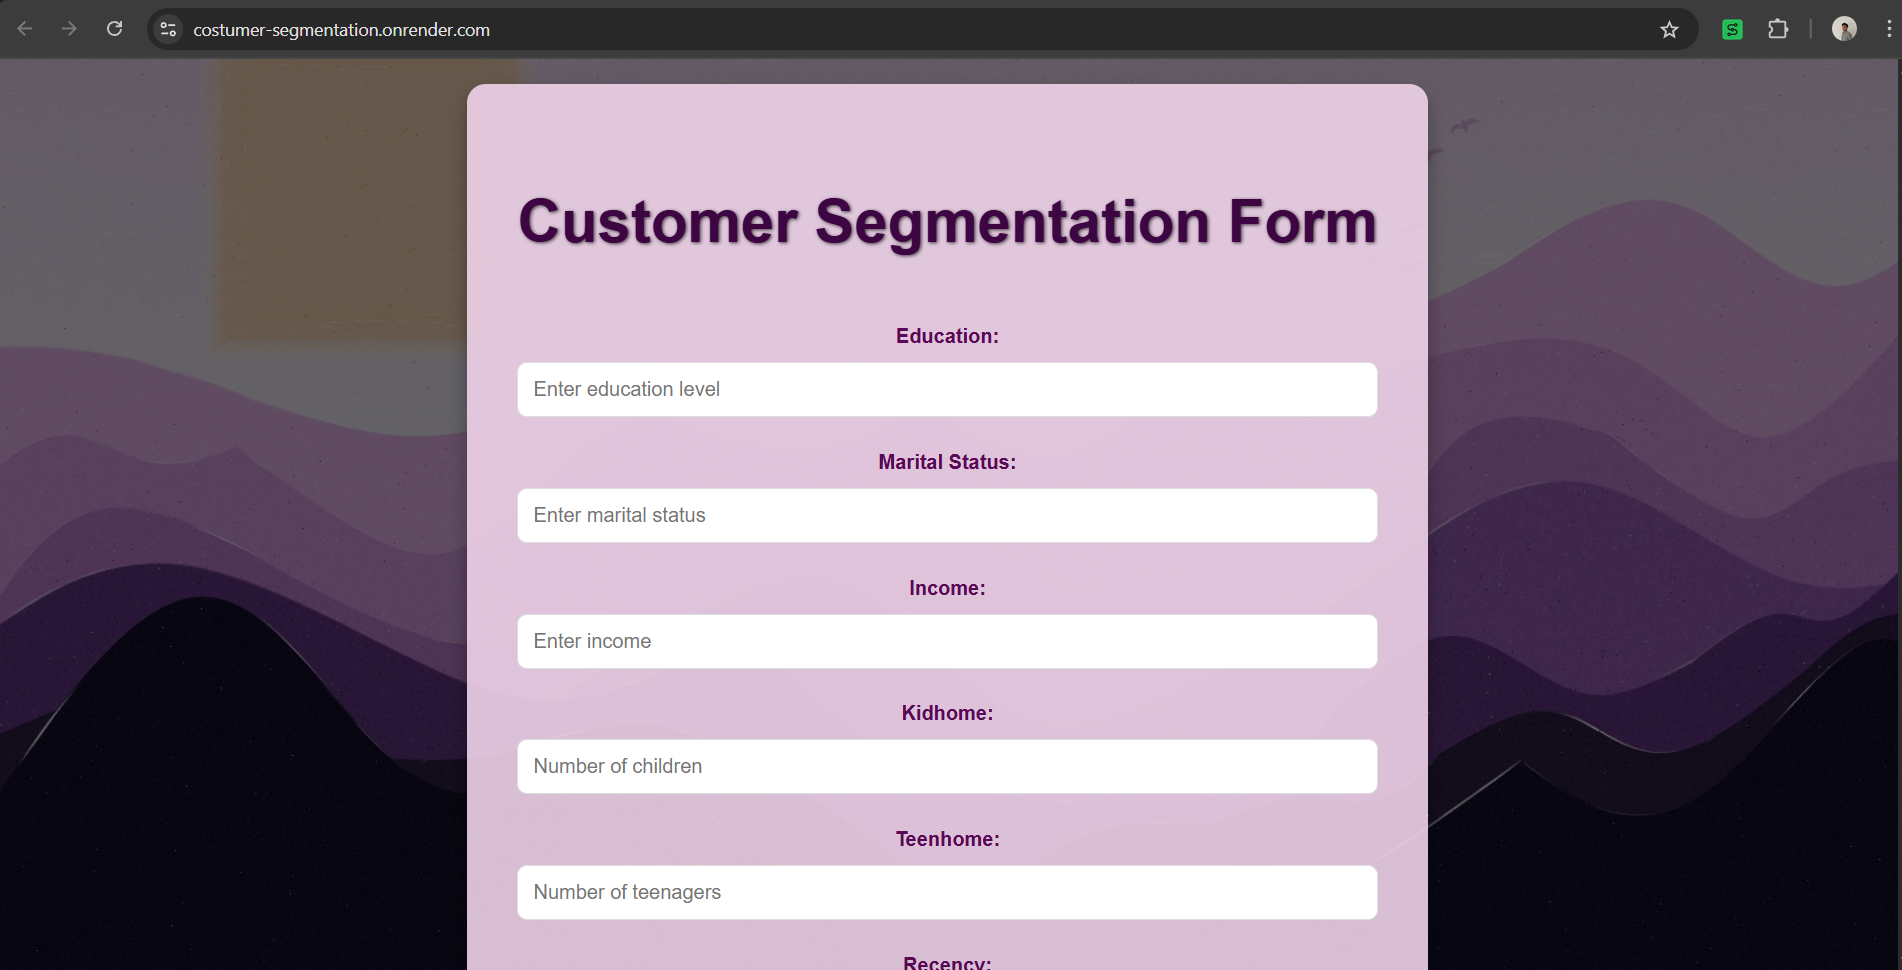 costumer-segmentation.onrender.com
Customer Segmentation Form
Education:
Enter education level
Marital Status:
Enter marital status
Income:
Enter income
Kidhome:
Number of children
Teenhome:
Number of teenagers
Recency: